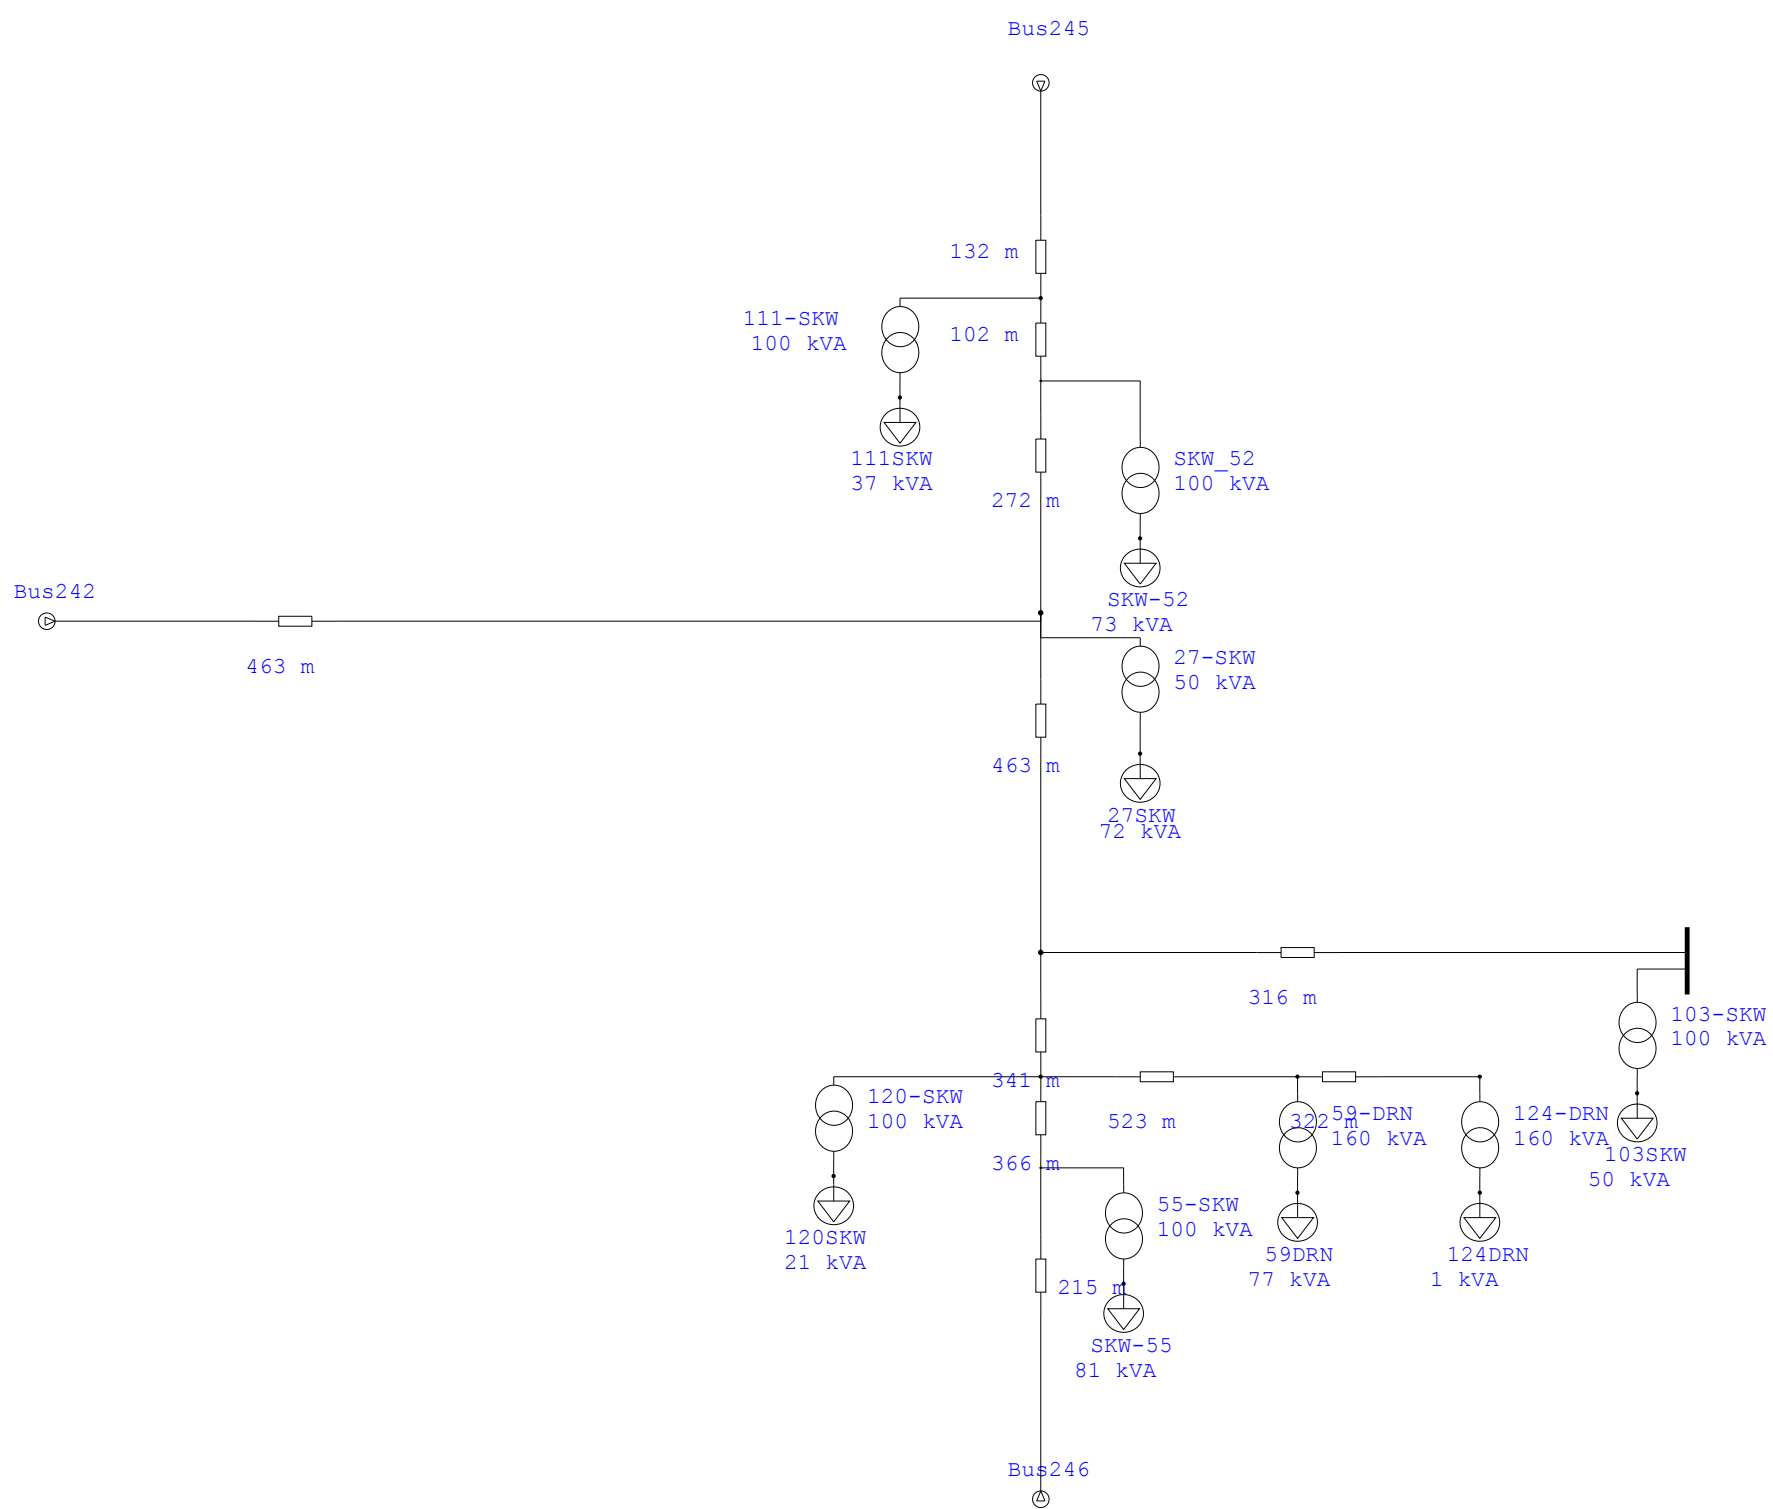 Bus245
132 m
111-SKW
100 kVA
102 m
111SKW
37 kVA
SKW_52
100 kVA
272 m
SKW-52
73 kVA
Bus242
463 m
27-SKW
50 kVA
463 m
27SKW
72 kVA
316 m
103-SKW
100 kVA
103SKW
50 kVA
341 m
120-SKW
100 kVA
523 m
322 m
59-DRN
160 kVA
124-DRN
160 kVA
366 m
120SKW
21 kVA
55-SKW
100 kVA
59DRN
77 kVA
124DRN
1 kVA
215 m
SKW-55
81 kVA
Bus246